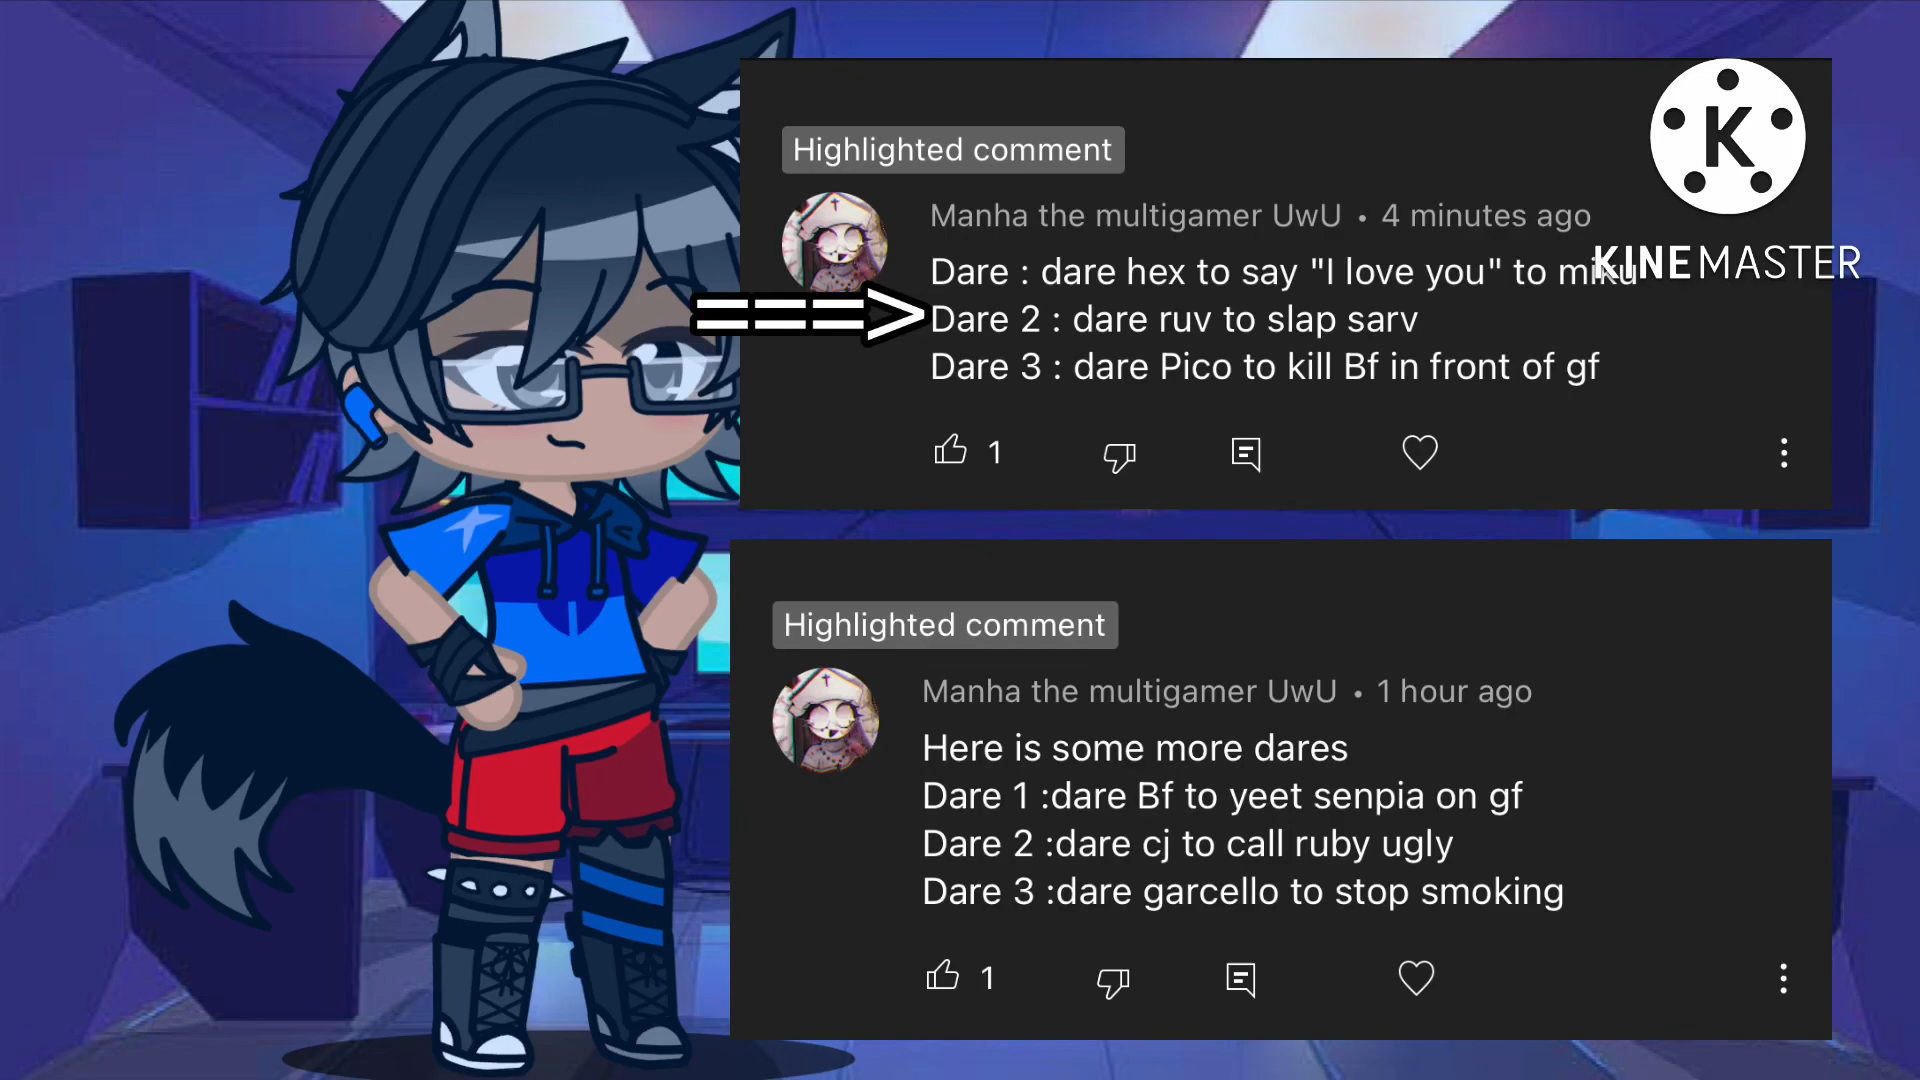 Highlighted comment
Manha the multigamer UwU • 4 minutes ago
Dare : dare hex to say "I love you" to miku
Dare 2 : dare ruv to slap sarv
Dare 3 : dare Pico to kill Bf in front of gf
1
K
KINEMASTER
Highlighted comment
Manha the multigamer UwU • 1 hour ago
Here is some more dares
Dare 1 :dare Bf to yeet senpia on gf
Dare 2 :dare cj to call ruby ugly
Dare 3 :dare garcello to stop smoking
1